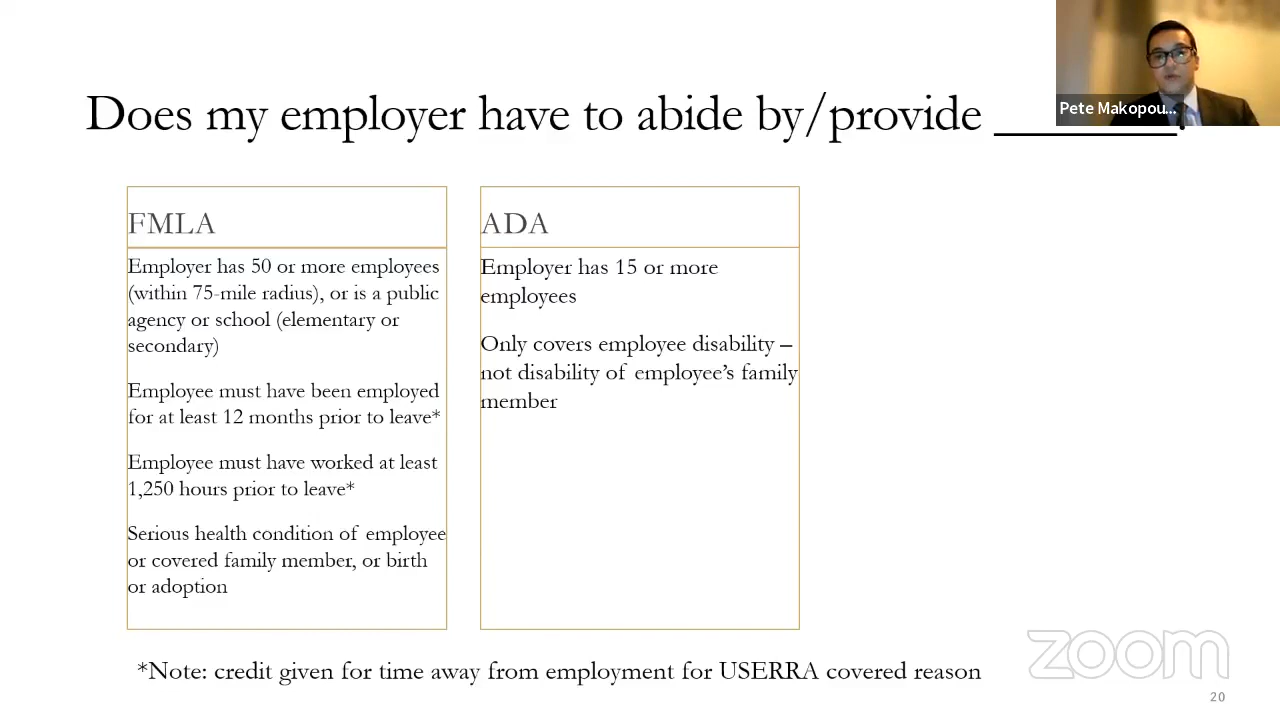 Pete Makopou...
Does my employer have to abide by/provide ________?
FMLA
Employer has 50 or more employees
(within 75-mile radius), or is a public
agency or school (elementary or
secondary)
Employee must have been employed
for at least 12 months prior to leave*
Employee must have worked at least
1,250 hours prior to leave*
Serious health condition of employee
or covered family member, or birth
or adoption
ADA
Employer has 15 or more
employees
Only covers employee disability –
not disability of employee’s family
member
*Note: credit given for time away from employment for USERRA covered reason
zoom
20